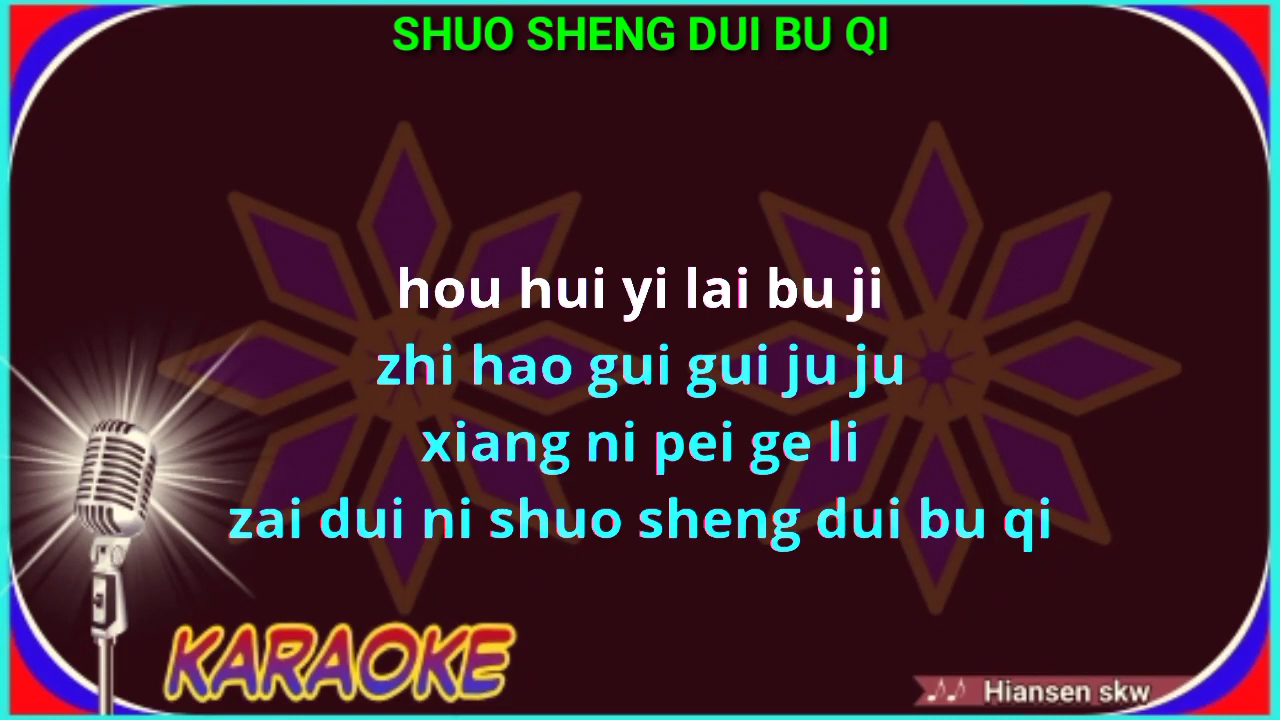 SHUO SHENG DUI BU QI
hou hui yi lai bu ji
zhi hao gui gui ju ju
xiang ni pei ge li
zai dui ni shuo sheng dui bu qi
KARAOKE
Hiansen skw